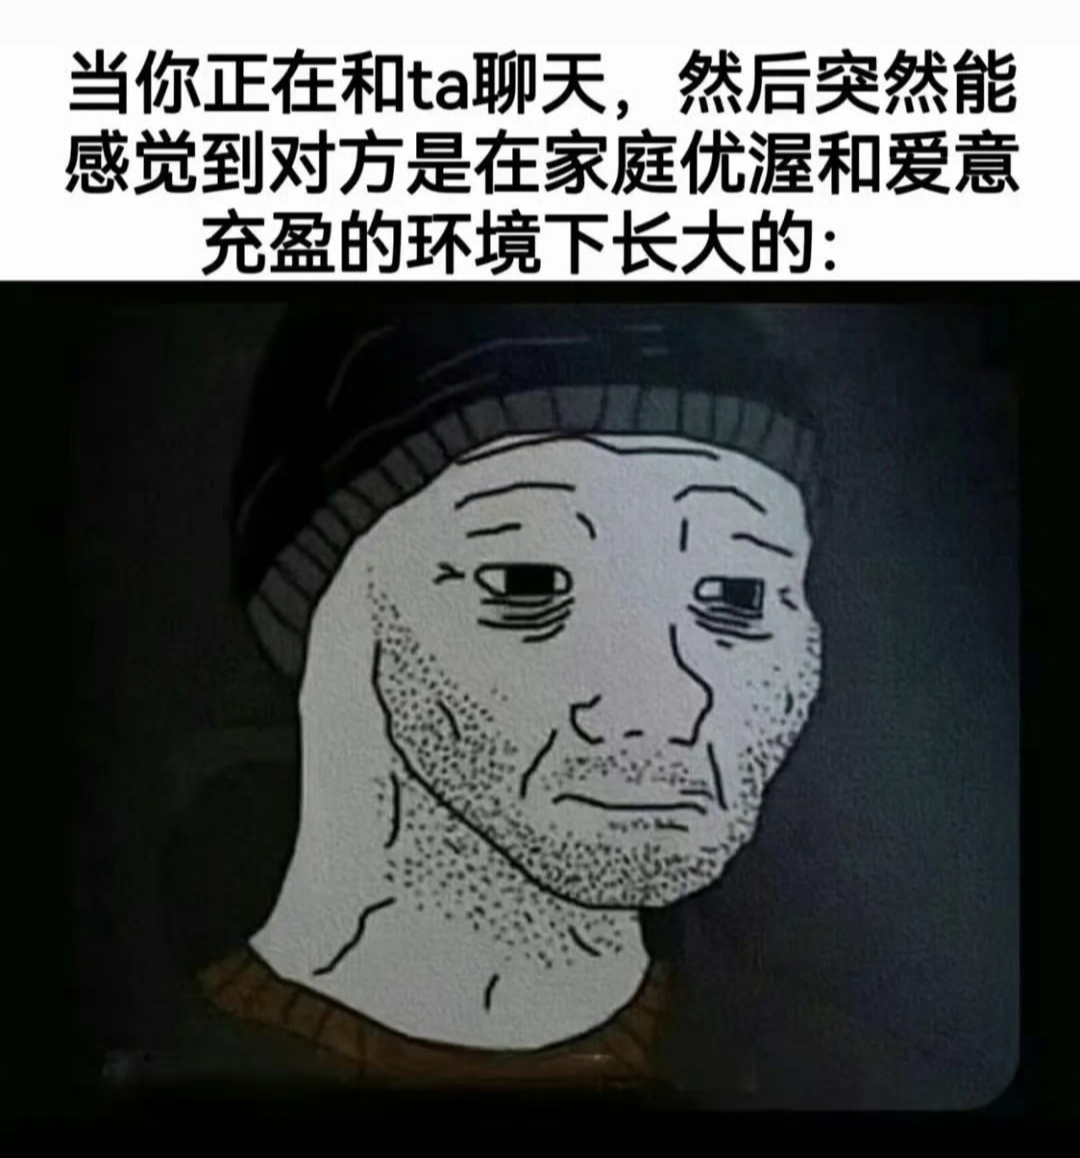 当你正在和ta聊天，然后突然能
感觉到对方是在家庭优渥和爱意
充盈的环境下长大的：